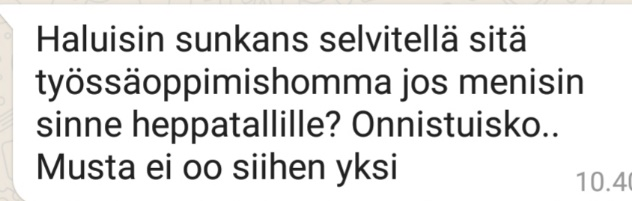 Haluisin sunkans selvitellä sitä
työssäoppimishomma jos menisin
sinne heppatallille? Onnistuisko..
Musta ei oo siihen yksi